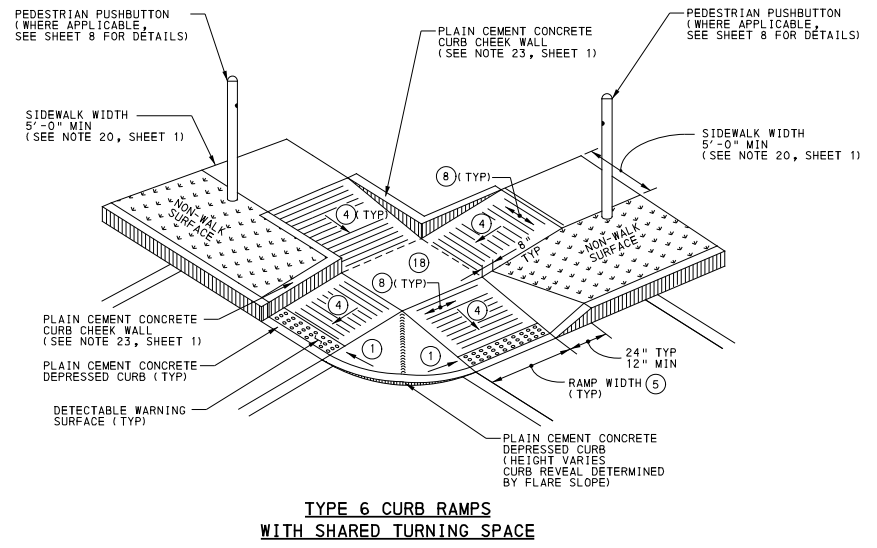 PEDESTRIAN PUSHBUTTON
(WHERE APPLICABLE,
SEE SHEET 8 FOR DETAILS)
PLAIN CEMENT CONCRETE
CURB CHEEK WALL
(SEE NOTE 23, SHEET 1)
PEDESTRIAN PUSHBUTTON
(WHERE APPLICABLE,
SEE SHEET 8 FOR DETAILS)
SIDEWALK WIDTH
5'-0" MIN
(SEE NOTE 20, SHEET 1)
SIDEWALK WIDTH
5'-0" MIN
(SEE NOTE 20, SHEET 1)
8 (TYP)
4 (TYP)
4
NON-WALK
SURFACE
NON-WALK
SURFACE
8"
TYP
18
8 (TYP)
4
4
PLAIN CEMENT CONCRETE
CURB CHEEK WALL
(SEE NOTE 23, SHEET 1)
1
1
24" TYP
12" MIN
PLAIN CEMENT CONCRETE
DEPRESSED CURB (TYP)
RAMP WIDTH 5
(TYP)
DETECTABLE WARNING
SURFACE (TYP)
PLAIN CEMENT CONCRETE
DEPRESSED CURB
(HEIGHT VARIES
CURB REVEAL DETERMINED
BY FLARE SLOPE)
TYPE 6 CURB RAMPS
WITH SHARED TURNING SPACE